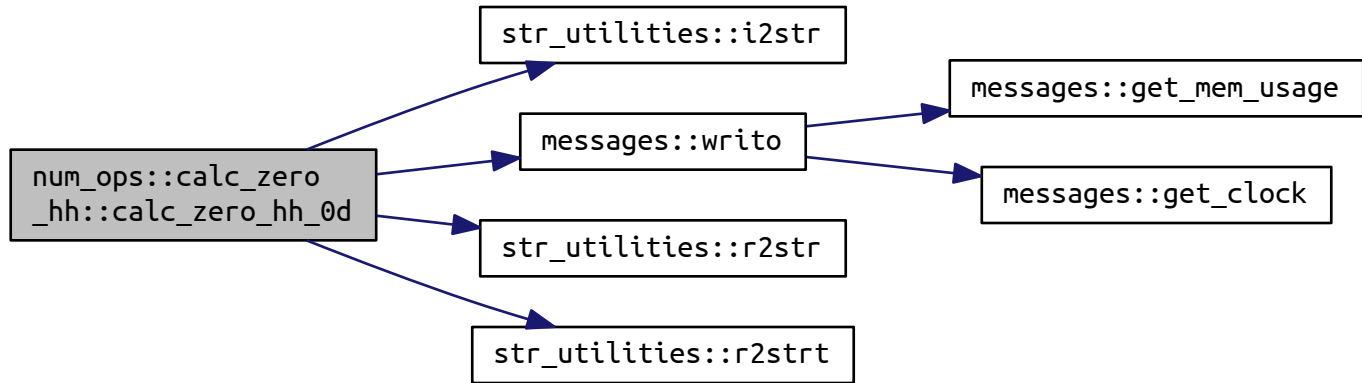 str_utilities::i2str
messages::get_mem_usage
messages::writo
num_ops::calc_zero
_hh::calc_zero_hh_0d
messages::get_clock
str_utilities::r2str
str_utilities::r2strt